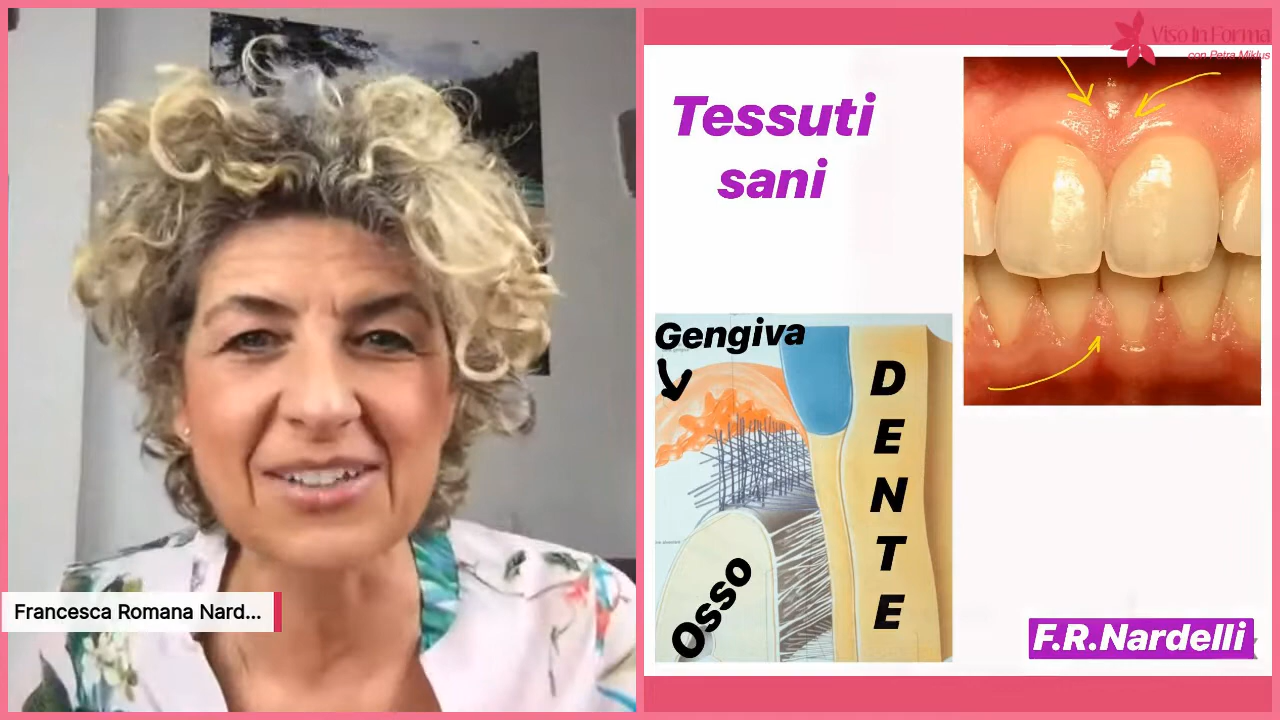 Viso In Forma
con Petra Miklus
Tessuti
sani
Gengiva
DENTE
Osso
Francesca Romana Nard...
F.R.Nardelli